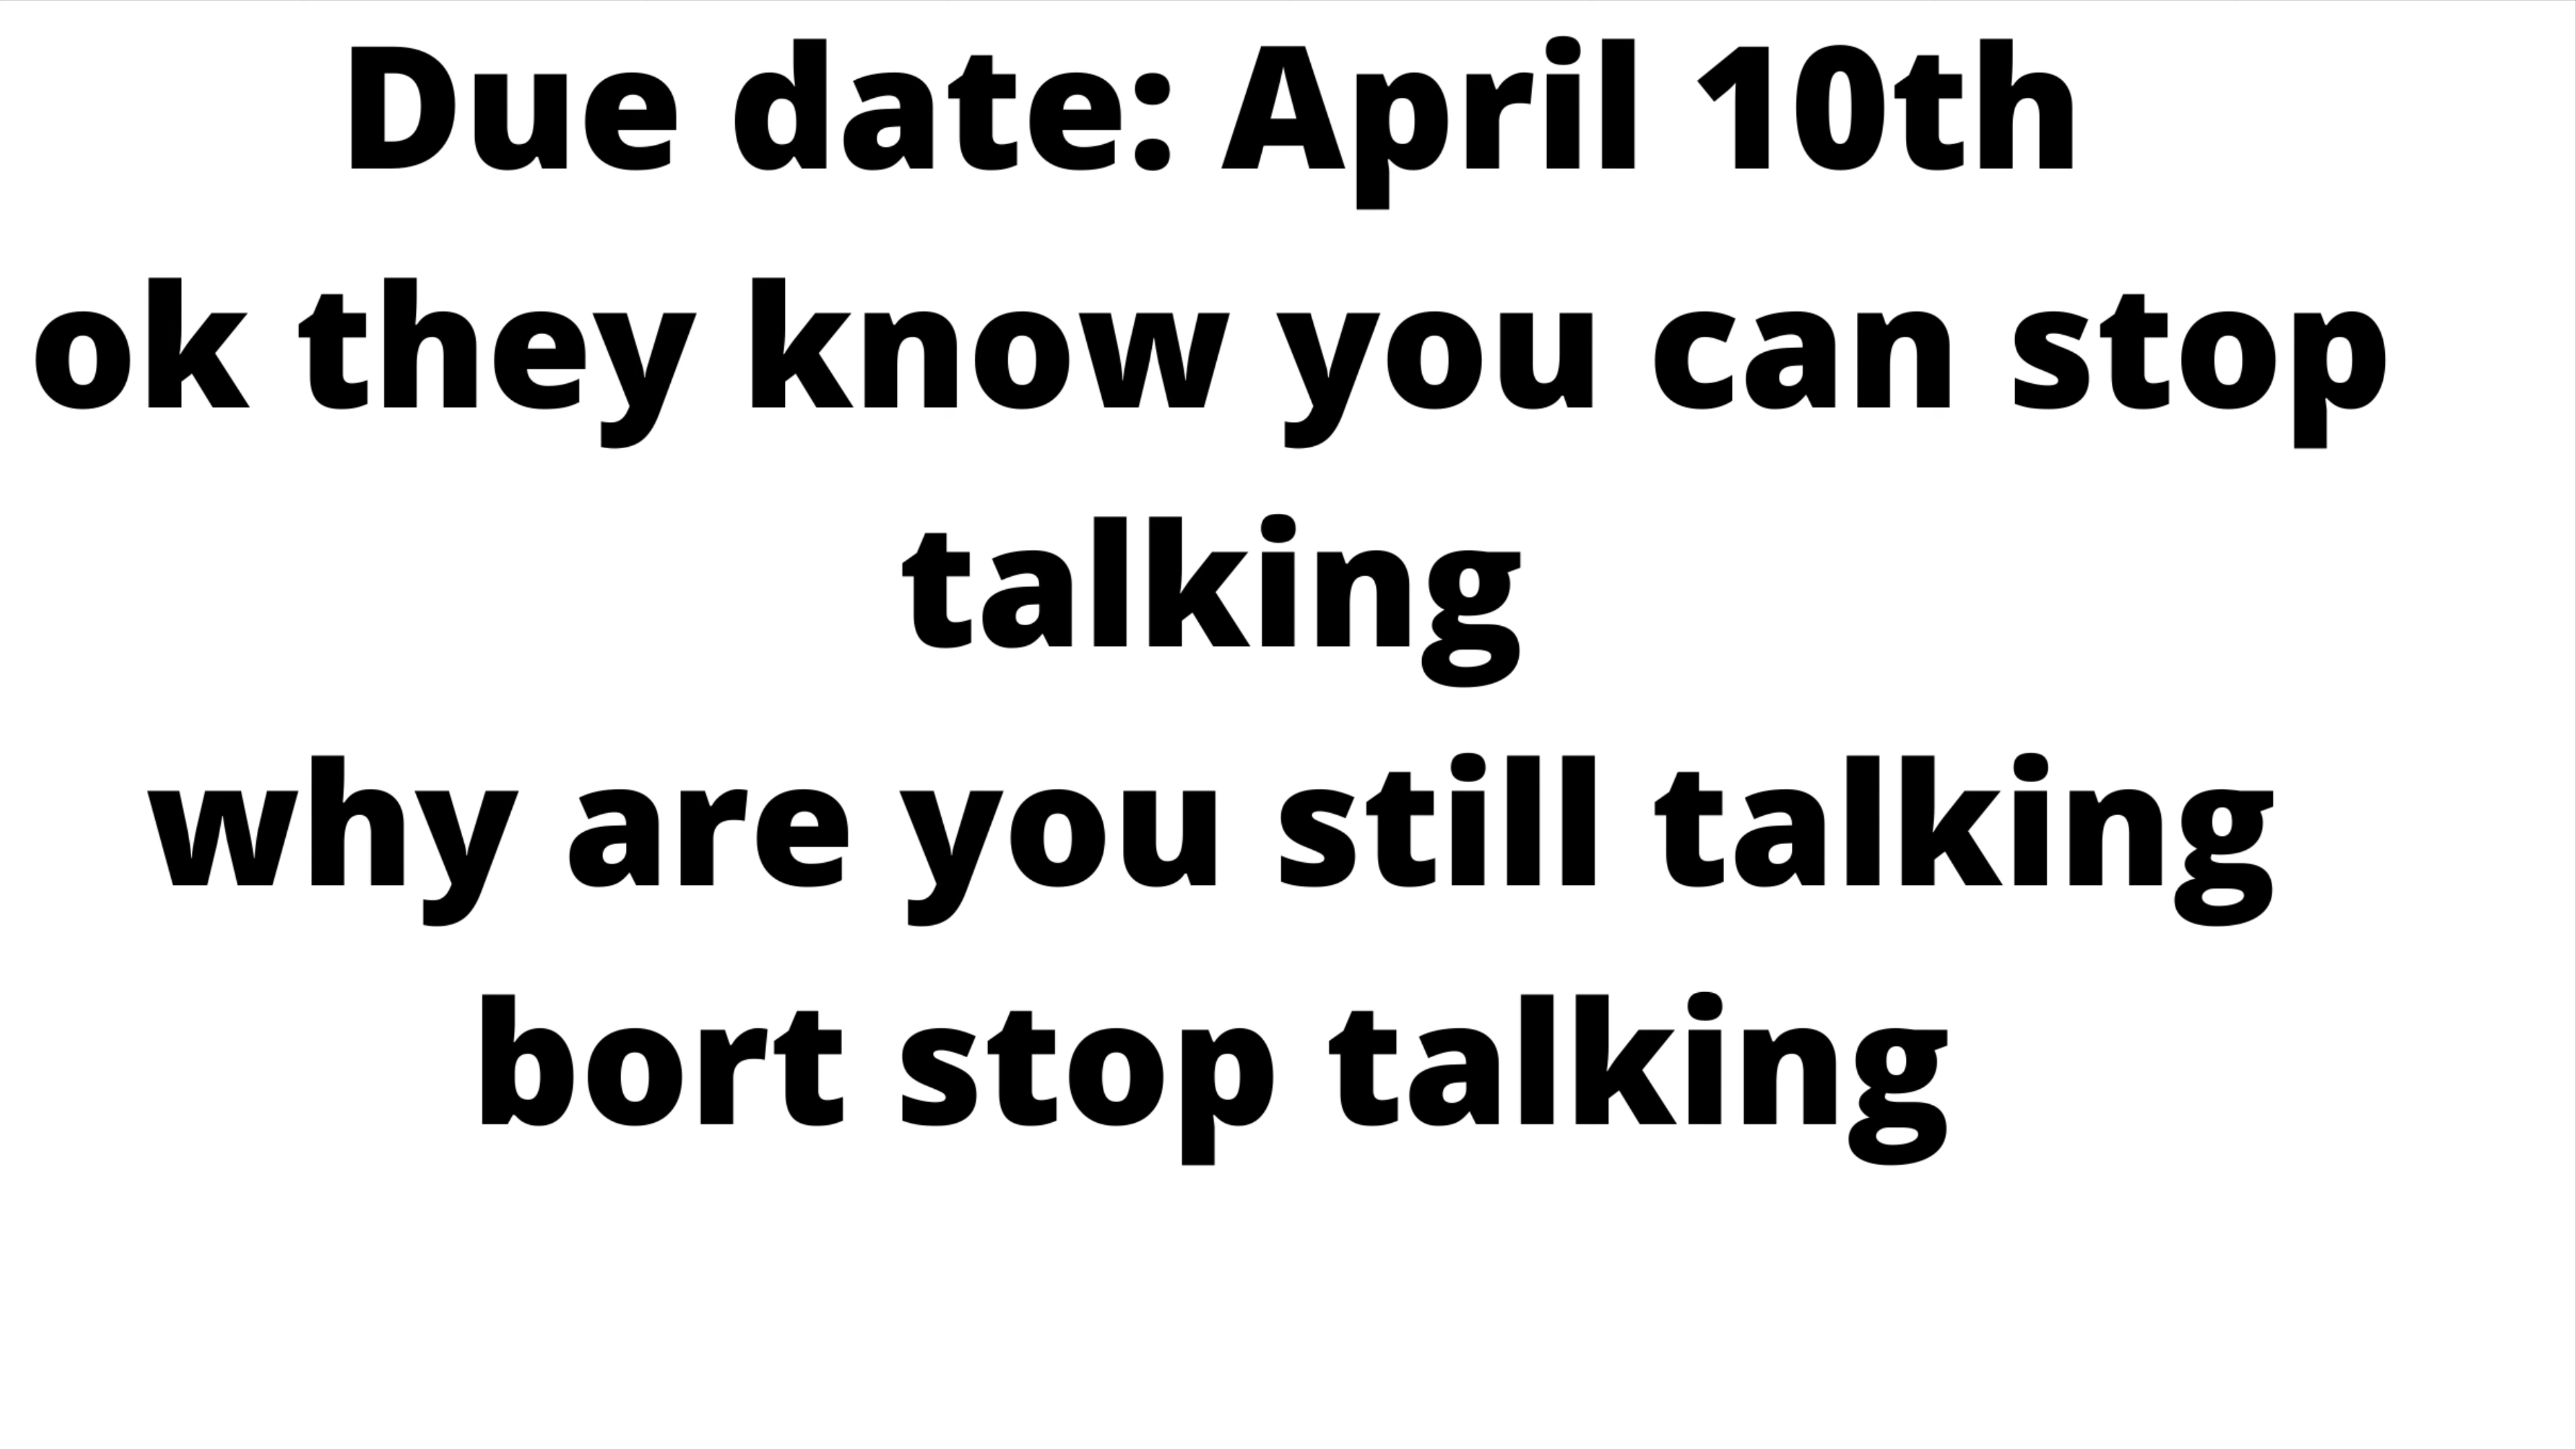 Due date: April 10th
ok they know you can stop
talking
why are you still talking
bort stop talking